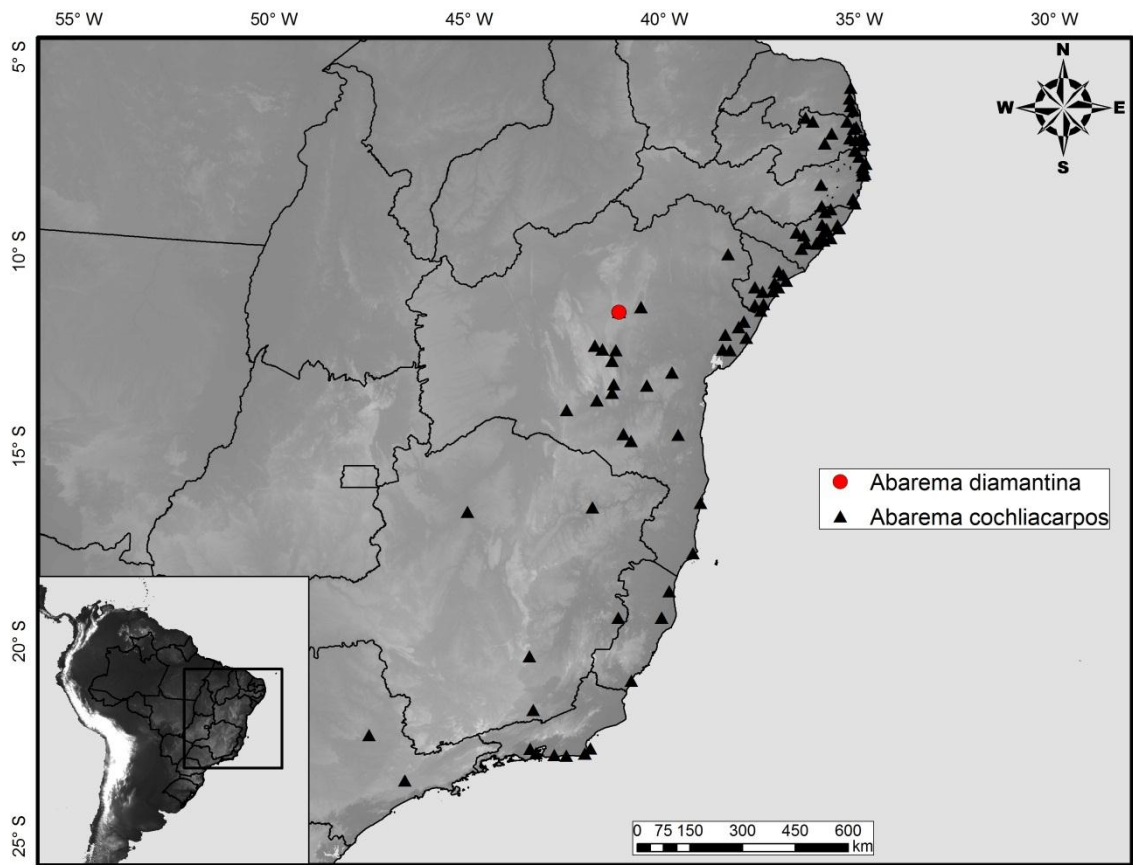 55° W 50° W 45° W 40° W 35° W 30° W
5° S
10° S
15° S
20° S
25° S
N
W E
S
Abarema diamantina
Abarema cochliacarpos
0 75 150 300 450 600
km